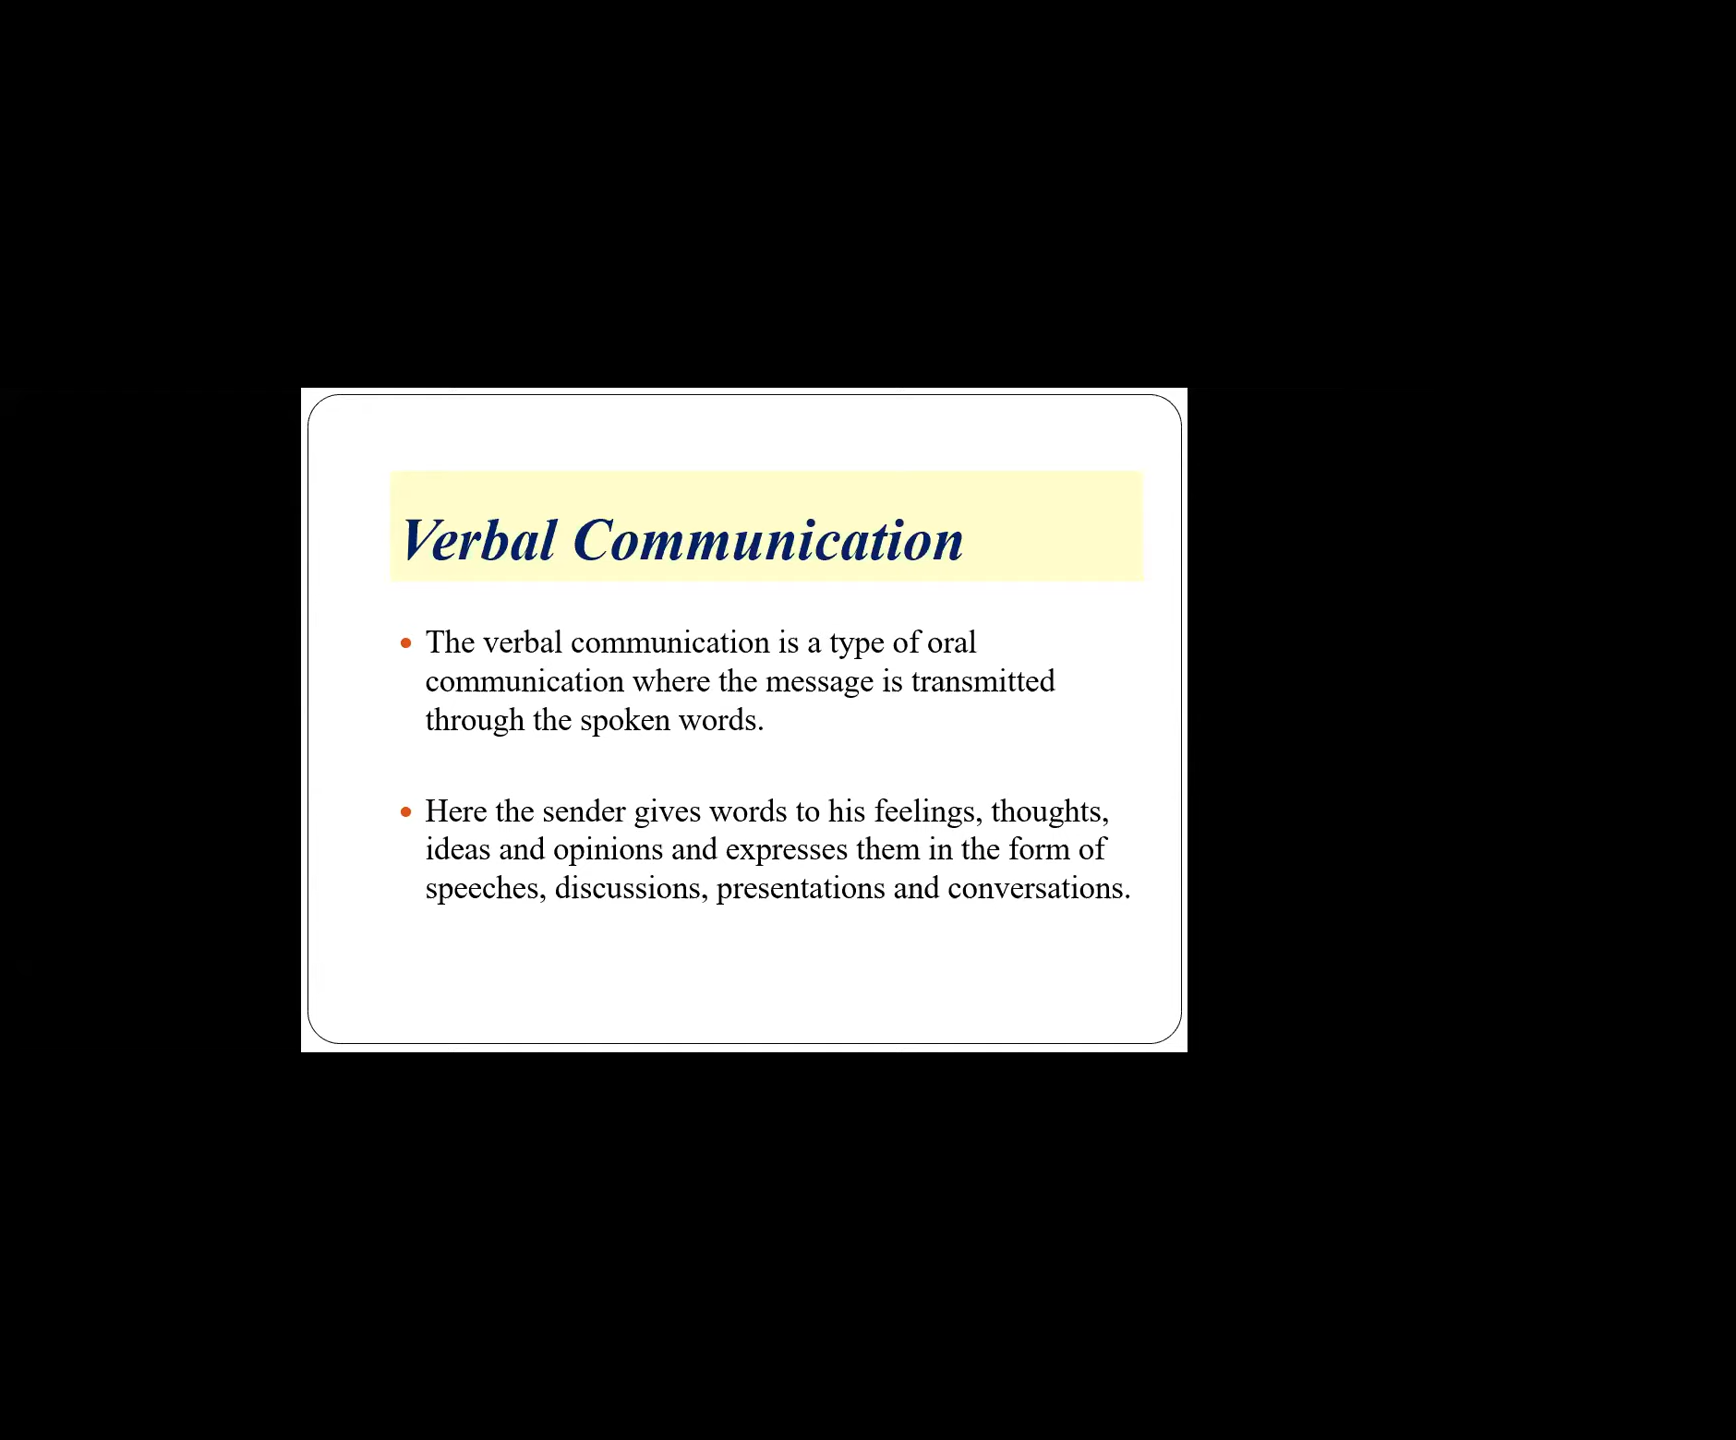 Verbal Communication
• The verbal communication is a type of oral
communication where the message is transmitted
through the spoken words.
• Here the sender gives words to his feelings, thoughts,
ideas and opinions and expresses them in the form of
speeches, discussions, presentations and conversations.